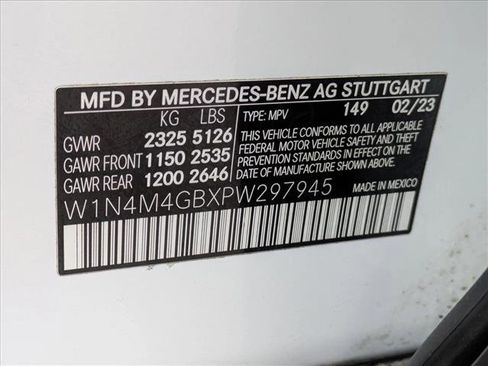 MFD BY MERCEDES-BENZ AG STUTTGART
KG LBS TYPE: MPV 149 02/23
GVWR 2325 5126 THIS VEHICLE CONFORMS TO ALL APPLICABLE
GAWR FRONT 1150 2535 FEDERAL MOTOR VEHICLE SAFETY AND
GAWR REAR 1200 2646 THEFT PREVENTION STANDARDS IN EFFECT
ON THE DATE OF MANUFACTURE SHOWN ABOVE.
W1N4M4GBXPW297945 MADE IN MEXICO